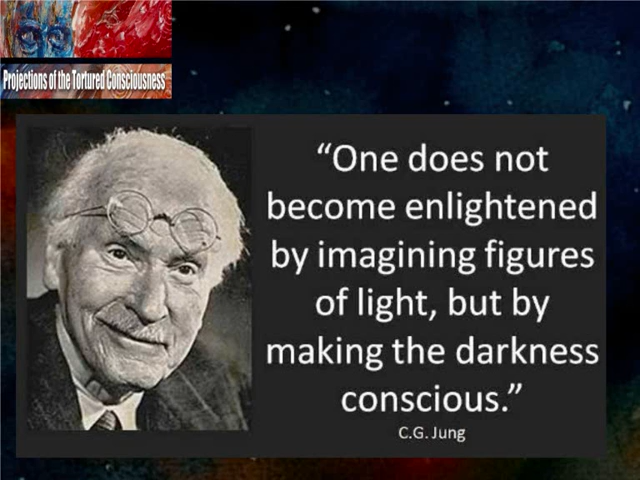 Projections of the Tortured Consciousness
“One does not
become enlightened
by imagining figures
of light, but by
making the darkness
conscious.”
C.G. Jung